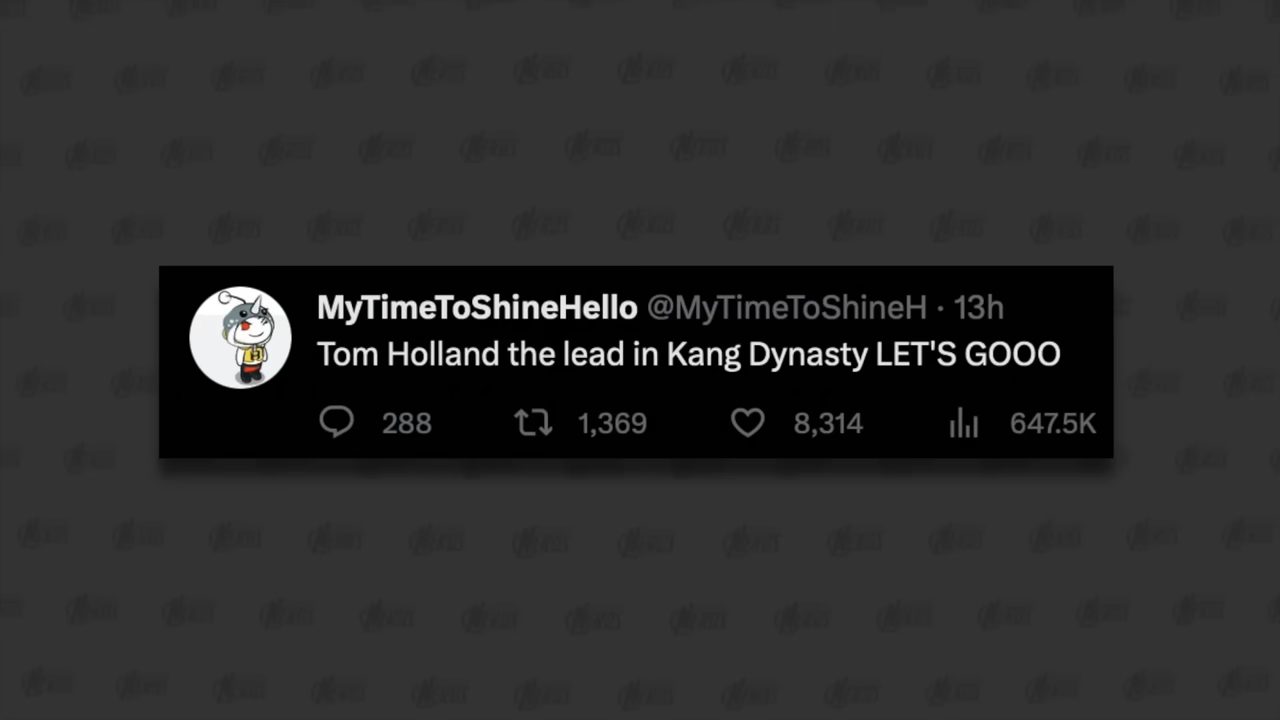 MyTimeToShineHello @MyTimeToShineH · 13h
Tom Holland the lead in Kang Dynasty LET'S GOOO
288 1,369 8,314 647.5K